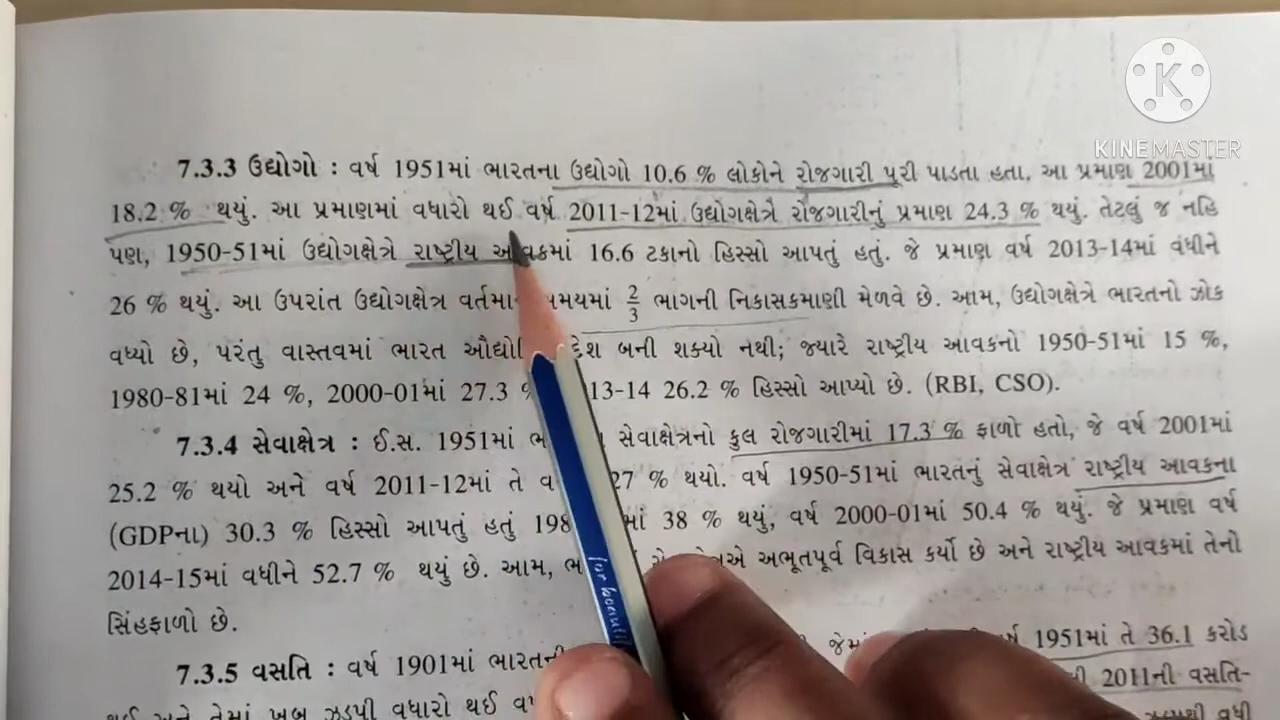 K
KINEMASTER
7.3.3 ઉદ્યોગો : વર્ષ 1951માં ભારતના ઉદ્યોગો 10.6 % લોકોને રોજગારી પૂરી પાડતા હતા. આ પ્રમાણ 2001માં
18.2 % થયું. આ પ્રમાણમાં વધારો થઈ વર્ષ 2011-12માં ઉદ્યોગક્ષેત્રે રોજગારીનું પ્રમાણ 24.3 % થયું. તેટલું જ નહિ
પણ, 1950-51માં ઉદ્યોગક્ષેત્રે રાષ્ટ્રીય આવકમાં 16.6 ટકાનો હિસ્સો આપતું હતું. જે પ્રમાણ વર્ષ 2013-14માં વધીને
26 % થયું. આ ઉપરાંત ઉદ્યોગક્ષેત્ર વર્તમાન સમયમાં 2/3 ભાગની નિકાસકમાણી મેળવે છે. આમ, ઉદ્યોગક્ષેત્રે ભારતનો ઝોક
વધ્યો છે, પરંતુ વાસ્તવમાં ભારત દેશ બની શક્યો નથી; જ્યારે રાષ્ટ્રીય આવકનો 1950-51માં 15 %,
1980-81માં 24 %, 2000-01માં 27.3 % 13-14 26.2 % હિસ્સો આપ્યો છે. (RBI, CSO).
7.3.4 સેવાક્ષેત્ર : ઈ.સ. 1951માં સેવાક્ષેત્રનો કુલ રોજગારીમાં 17.3 % ફાળો હતો, જે વર્ષ 2001માં
25.2 % થયો અને વર્ષ 2011-12માં તે 27 % થયો. વર્ષ 1950-51માં ભારતનું સેવાક્ષેત્ર રાષ્ટ્રીય આવકના
(GDPના) 30.3 % હિસ્સો આપતું હતું 38 % થયું, વર્ષ 2000-01માં 50.4 % થયું. જે પ્રમાણ વર્ષ
2014-15માં વધીને 52.7 % થયું છે. આમ, અભૂતપૂર્વ વિકાસ કર્યો છે અને રાષ્ટ્રીય આવકમાં તેનો
સિંહફાળો છે.
7.3.5 વસતિ : વર્ષ 1901માં ભારતની જેમાં વર્ષ 1951માં તે 36.1 કરોડ
થઈ અને તેમાં ખૂબ ઝડપી વધારો થઈ 2011ની વસતિ-